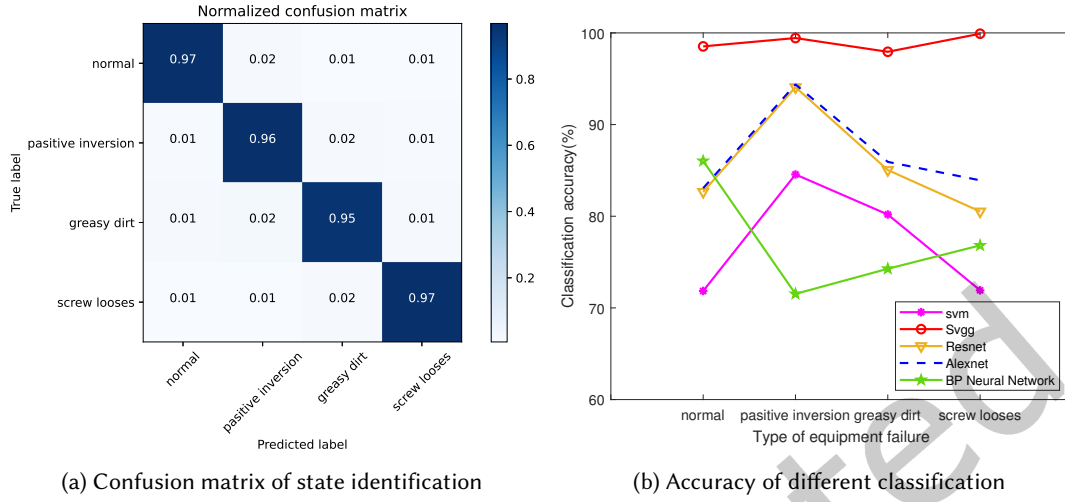 Normalized confusion matrix
True label
normal
0.97 0.02 0.01 0.01
pasitive inversion
0.01 0.96 0.02 0.01
greasy dirt
0.01 0.02 0.95 0.01
screw looses
0.01 0.01 0.02 0.97
normal
pasitive inversion
greasy dirt
screw looses
Predicted label
0.8
0.6
0.4
0.2
(a) Confusion matrix of state identification
Classification accuracy(%)
100
90
80
70
60
svm
Svgg
Resnet
Alexnet
BP Neural Network
normal pasitive inversion greasy dirt screw looses
Type of equipment failure
(b) Accuracy of different classification